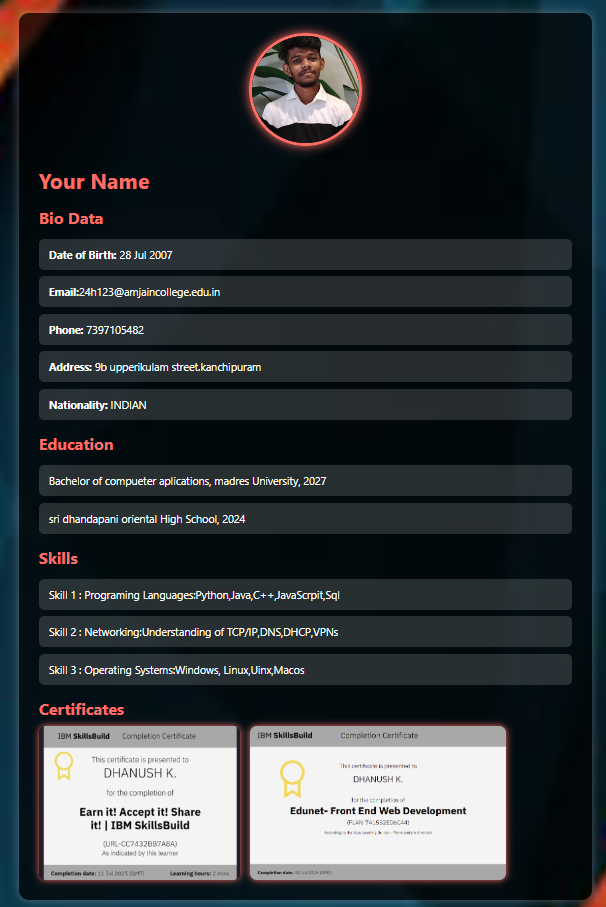 Your Name
Bio Data
Date of Birth: 28 Jul 2007
Email:24h123@amjaincollege.edu.in
Phone: 7397105482
Address: 9b upperikulam street.kanchipuram
Nationality: INDIAN
Education
Bachelor of compueter aplications, madres University, 2027
sri dhandapani oriental High School, 2024
Skills
Skill 1 : Programing Languages:Python,Java,C++,JavaScrpit,Sql
Skill 2 : Networking:Understanding of TCP/IP,DNS,DHCP,VPNs
Skill 3 : Operating Systems:Windows, Linux,Uinx,Macos
Certificates
IBM SkillsBuild Completion Certificate
This certificate is presented to
DHANUSH K.
for the completion of
Earn it! Accept it! Share
it! | IBM SkillsBuild
(URL-CC7432BB7A8A)
As indicated by this learner
Completion date: 11 Jul 2025 (GMT) Learning hours: 2 mins
IBM SkillsBuild Completion Certificate
This certificate is presented to
DHANUSH K.
for the completion of
Edunet- Front End Web Development
Completion date: Jul 2025 (GMT)